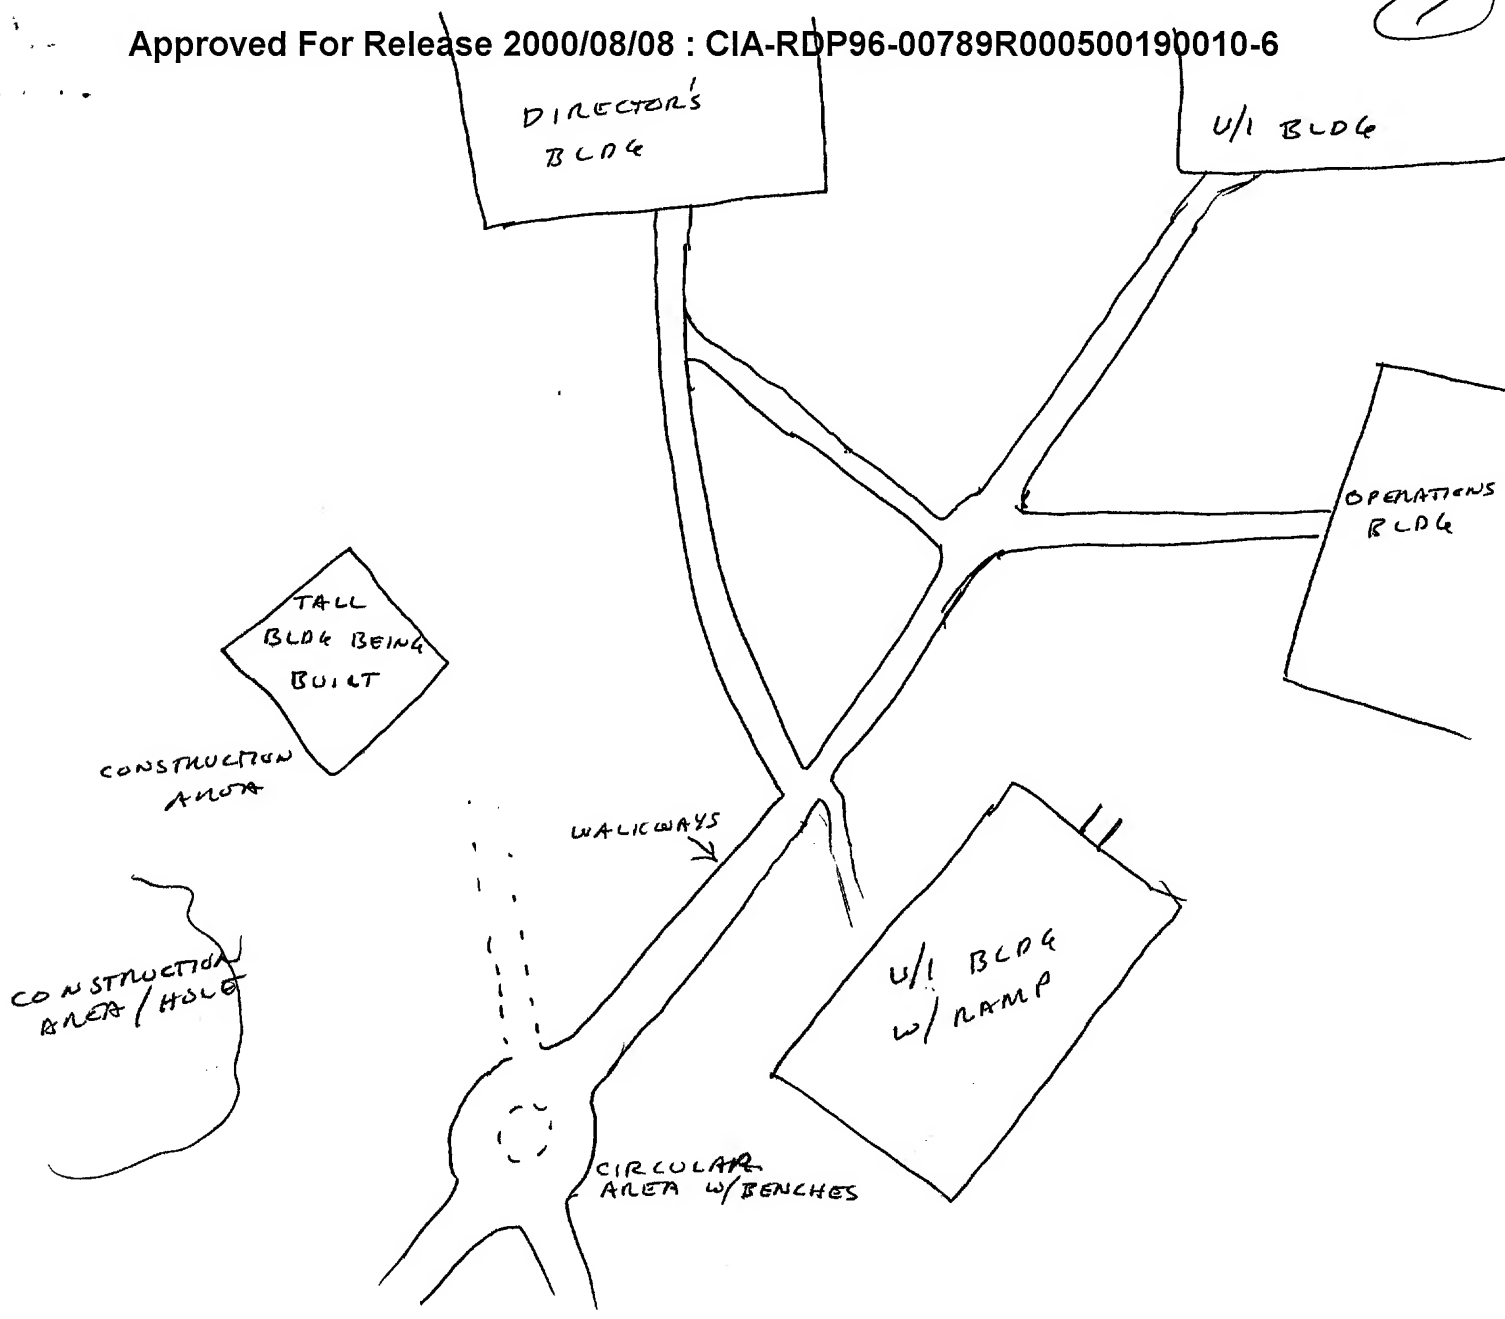 Approved For Release 2000/08/08 : CIA-RDP96-00789R000500190010-6
DIRECTOR'S
BLDG
U/I BLDG
OPERATIONS
BLDG
TALL
BLDG BEING
BUILT
CONSTRUCTION
AREA
WALKWAYS
CONSTRUCTION
AREA/HOLE
U/I BLDG
W/ RAMP
CIRCULAR
AREA W/BENCHES